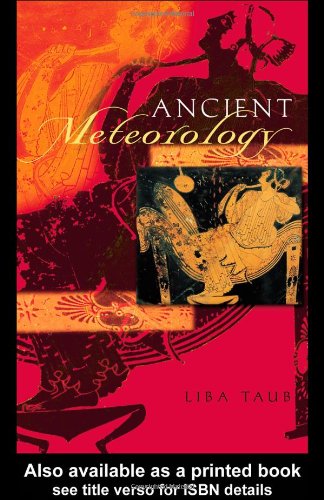 ANCIENT
Meteorology
LIBA TAUB
Also available as a printed book
see title verso for ISBN details